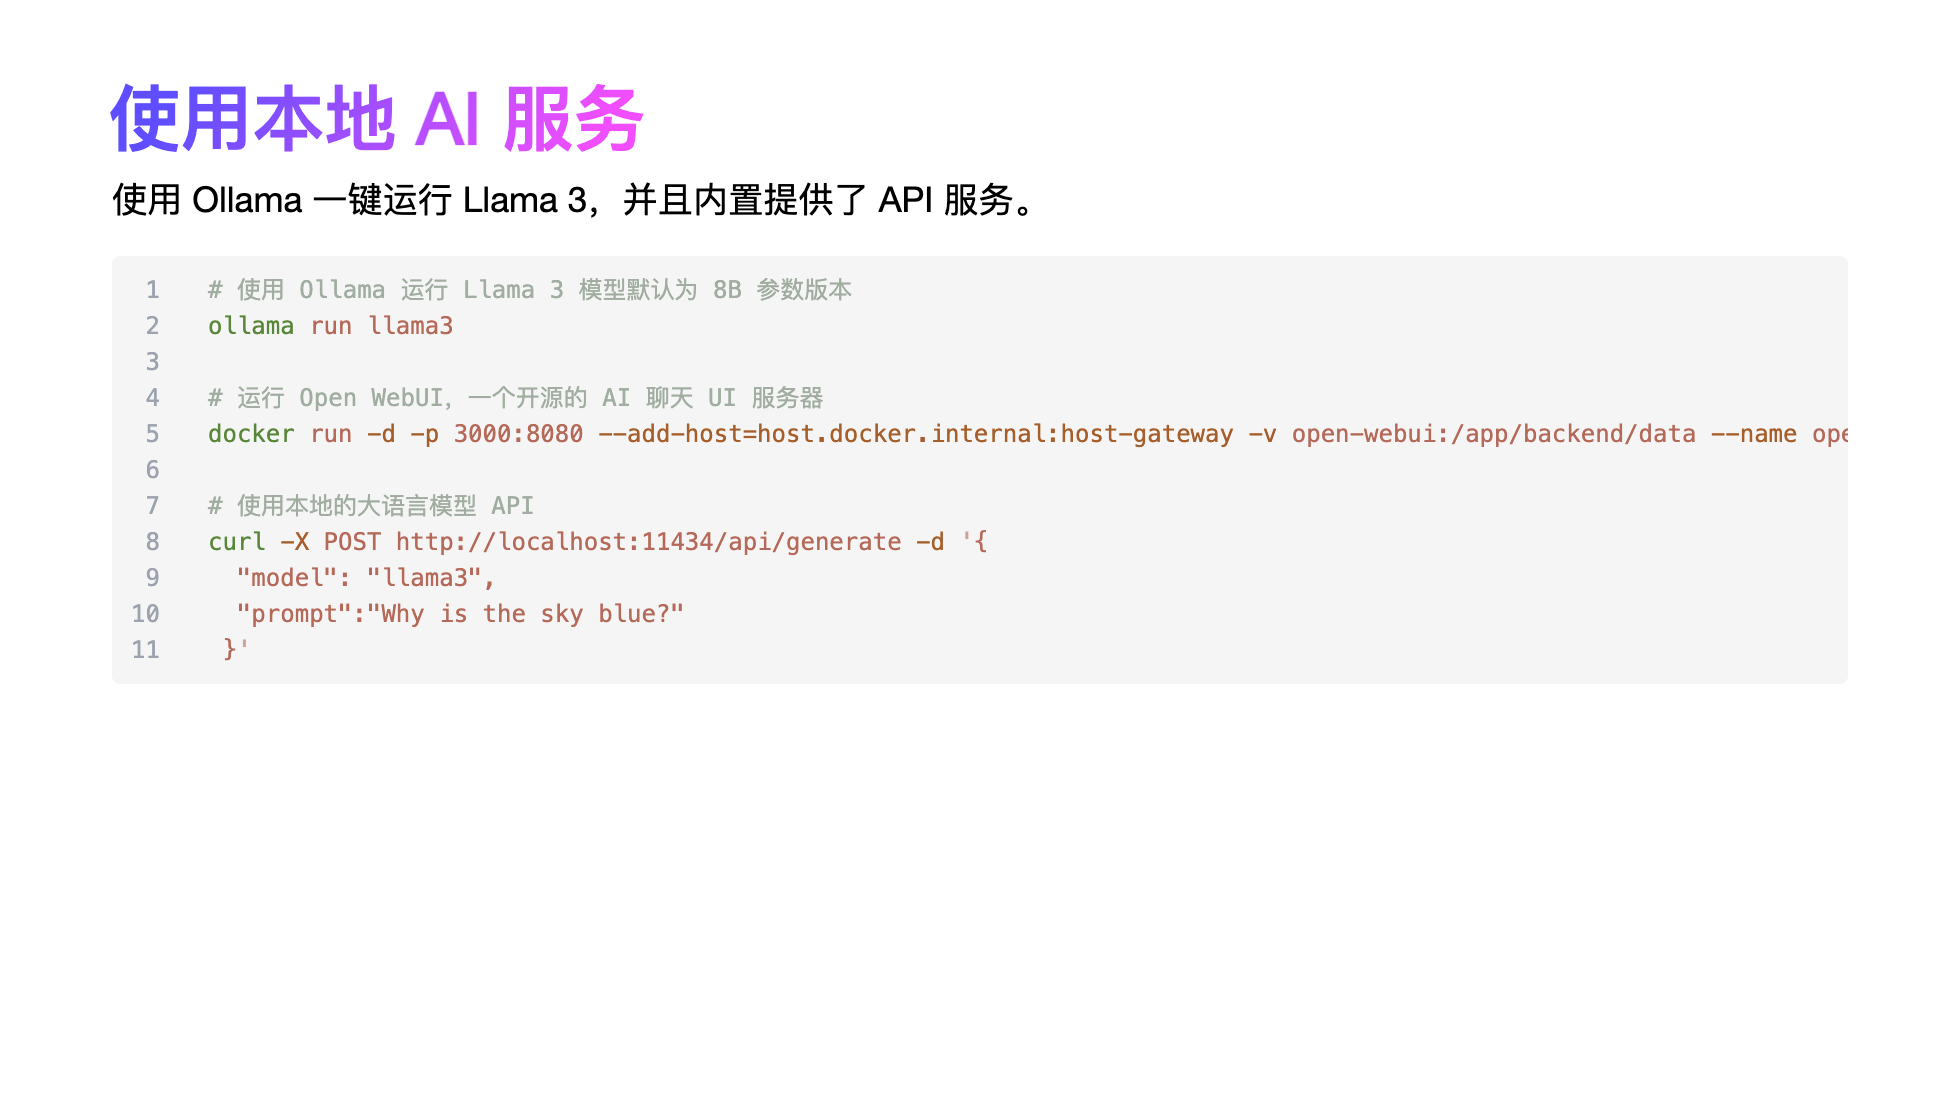 使用本地 AI 服务
使用 Ollama 一键运行 Llama 3，并且内置提供了 API 服务。
1 # 使用 Ollama 运行 Llama 3 模型默认为 8B 参数版本
2 ollama run llama3
3
4 # 运行 Open WebUI，一个开源的 AI 聊天 UI 服务器
5 docker run -d -p 3000:8080 --add-host=host.docker.internal:host-gateway -v open-webui:/app/backend/data --name ope
6
7 # 使用本地的大语言模型 API
8 curl -X POST http://localhost:11434/api/generate -d '{
9   "model": "llama3",
10   "prompt":"Why is the sky blue?"
11  }'